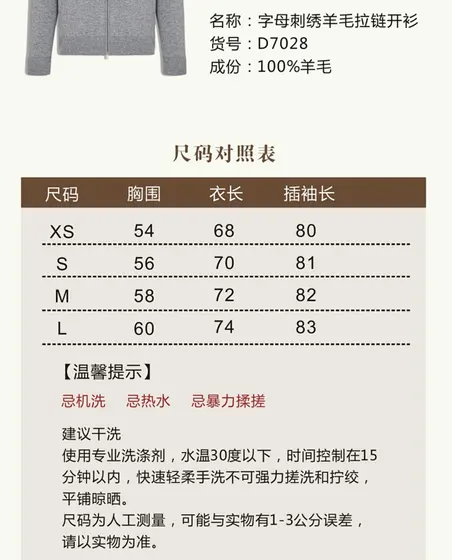 名称：字母刺绣羊毛拉链开衫
货号：D7028
成份：100%羊毛
尺码对照表
尺码 胸围 衣长 插袖长
XS 54 68 80
S 56 70 81
M 58 72 82
L 60 74 83
【温馨提示】
忌机洗 忌热水 忌暴力揉搓
建议干洗
使用专业洗涤剂，水温30度以下，时间控制在15
分钟以内，快速轻柔手洗不可强力搓洗和拧绞，
平铺晾晒。
尺码为人工测量，可能与实物有1-3公分误差，
请以实物为准。